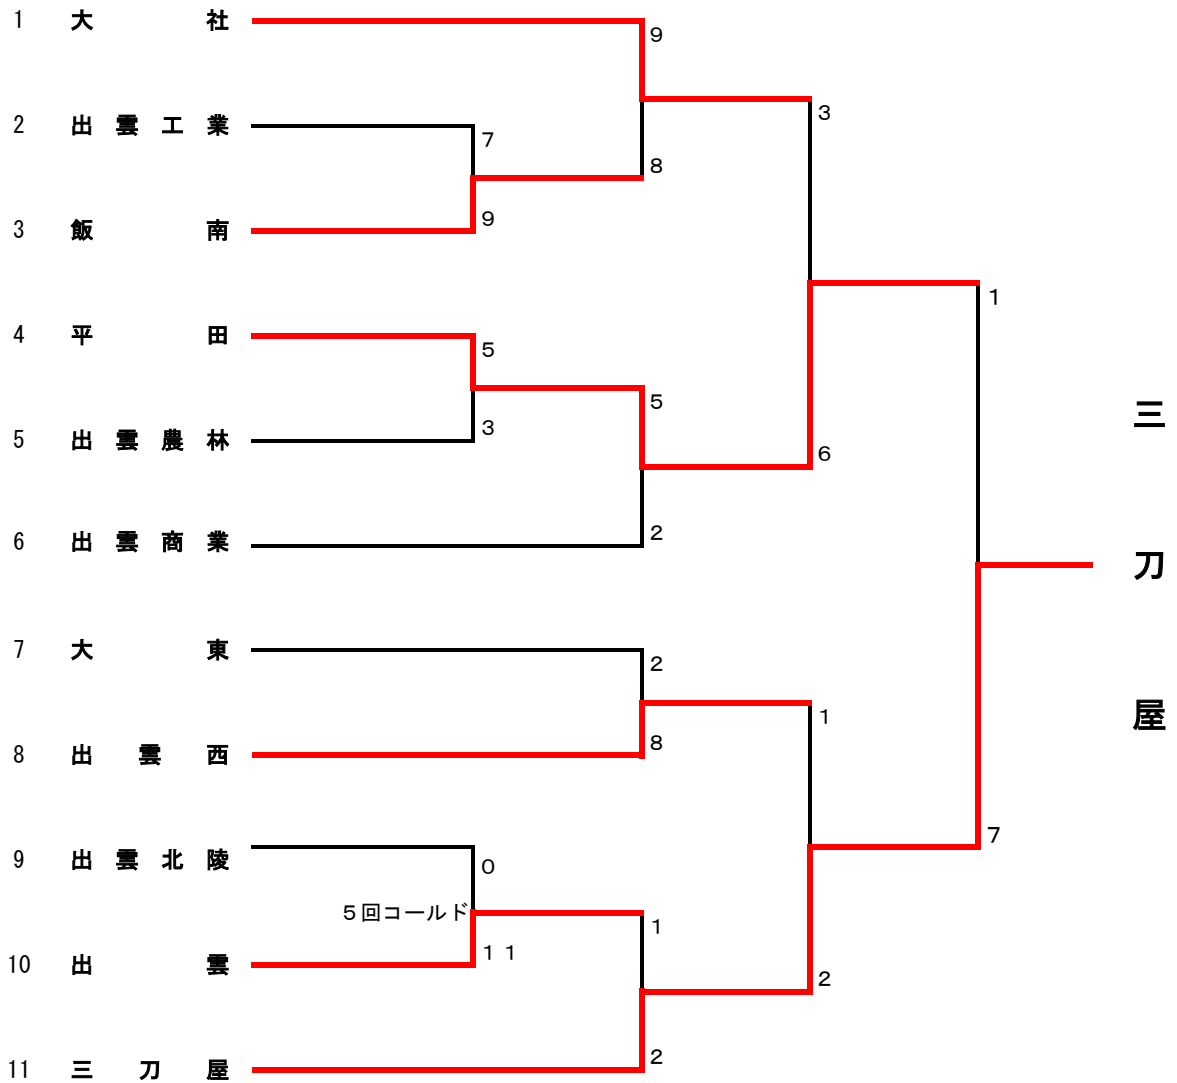 1 大社
9
3
2 出雲工業
7
8
3 飯南
9
1
4 平田
5
5
三
5 出雲農林
3
6
6 出雲商業
2
刀
7 大東
2
1
屋
8 出雲西
8
7
9 出雲北陵
0
5回コールド
1
10 出雲
11
2
11 三刀屋
2